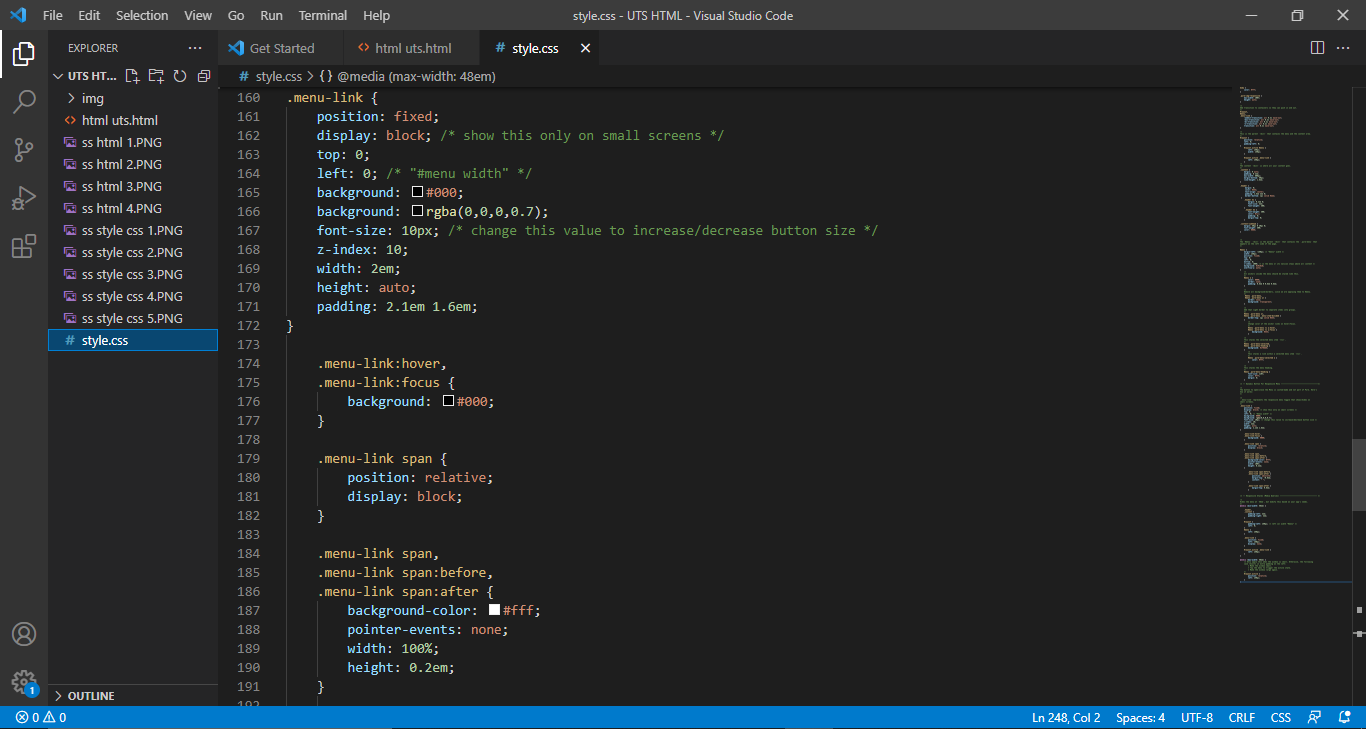 File Edit Selection View Go Run Terminal Help
style.css - UTS HTML - Visual Studio Code
EXPLORER
Get Started
html uts.html
style.css
UTS HT...
style.css > {} @media (max-width: 48em)
img
html uts.html
ss html 1.PNG
ss html 2.PNG
ss html 3.PNG
ss html 4.PNG
ss style css 1.PNG
ss style css 2.PNG
ss style css 3.PNG
ss style css 4.PNG
ss style css 5.PNG
style.css
OUTLINE
160 .menu-link {
161 position: fixed;
162 display: block; /* show this only on small screens */
163 top: 0;
164 left: 0; /* "#menu width" */
165 background: #000;
166 background: rgba(0,0,0,0.7);
167 font-size: 10px; /* change this value to increase/decrease button size */
168 z-index: 10;
169 width: 2em;
170 height: auto;
171 padding: 2.1em 1.6em;
172 }
173
174 .menu-link:hover,
175 .menu-link:focus {
176 background: #000;
177 }
178
179 .menu-link span {
180 position: relative;
181 display: block;
182 }
183
184 .menu-link span,
185 .menu-link span:before,
186 .menu-link span:after {
187 background-color: #fff;
188 pointer-events: none;
189 width: 100%;
190 height: 0.2em;
191 }
192
1
0 0
Ln 248, Col 2 Spaces: 4 UTF-8 CRLF CSS